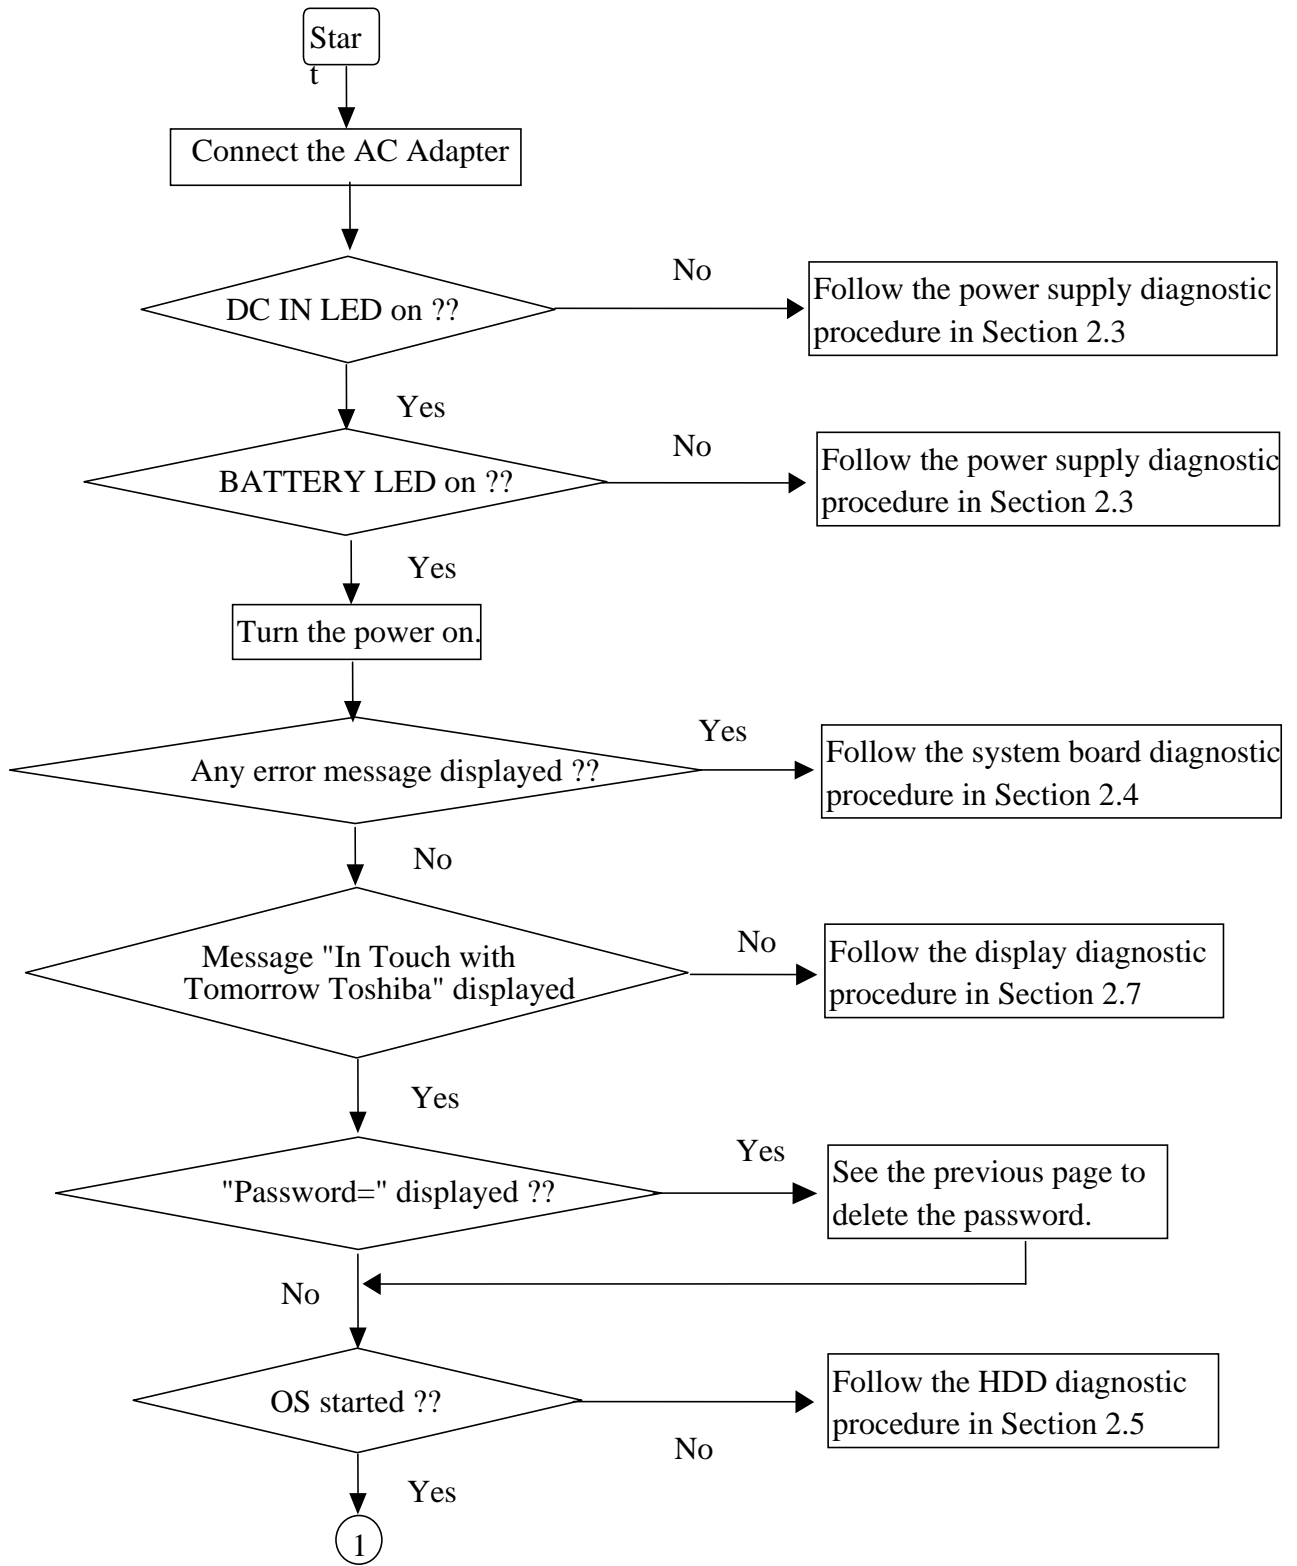 Star
t
Connect the AC Adapter
DC IN LED on ??
No
Follow the power supply diagnostic
procedure in Section 2.3
Yes
BATTERY LED on ??
No
Follow the power supply diagnostic
procedure in Section 2.3
Yes
Turn the power on.
Any error message displayed ??
Yes
Follow the system board diagnostic
procedure in Section 2.4
No
Message "In Touch with
Tomorrow Toshiba" displayed
No
Follow the display diagnostic
procedure in Section 2.7
Yes
"Password=" displayed ??
Yes
See the previous page to
delete the password.
No
OS started ??
No
Follow the HDD diagnostic
procedure in Section 2.5
Yes
1